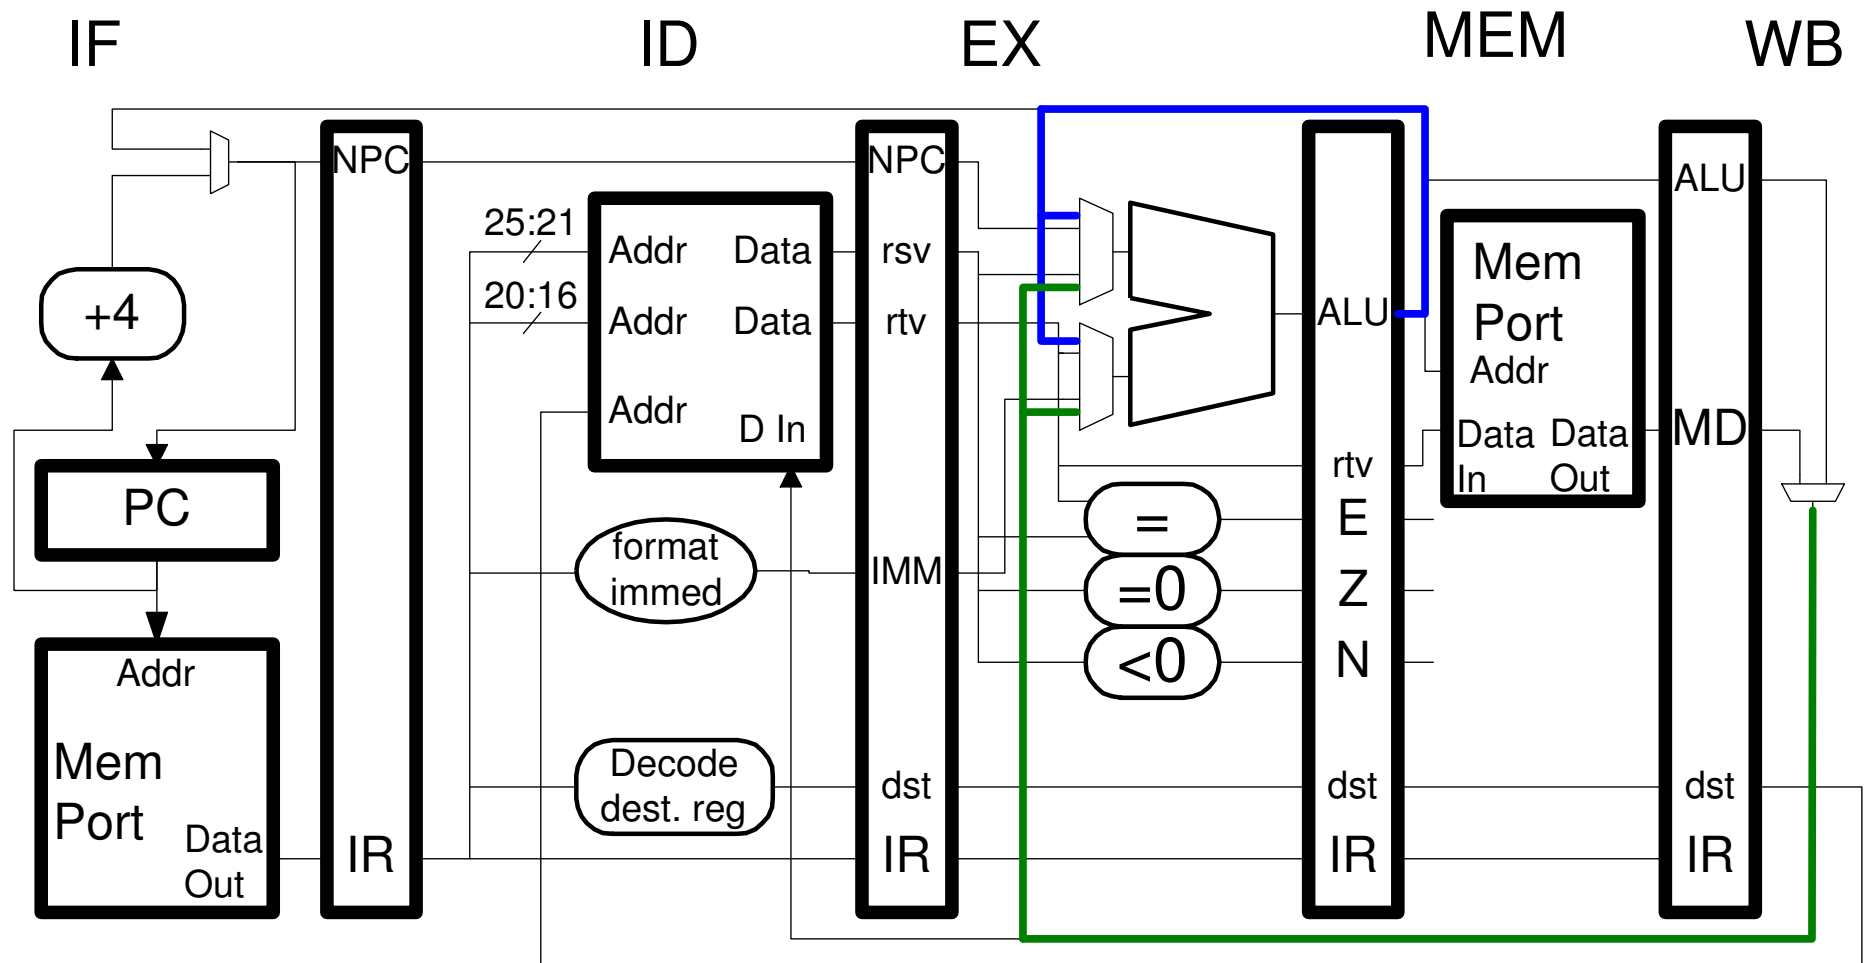 IF ID EX MEM WB
NPC
NPC
ALU
25:21
Addr Data
rsv
20:16
Addr Data
rtv
Addr
D In
+4
PC
Addr
Mem
Port
Data
Out
IR
format
immed
IMM
Decode
dest. reg
dst
IR
ALU
Mem
Port
Addr
Data
In
Data
Out
MD
rtv
=
E
=0
Z
<0
N
dst
IR
dst
IR